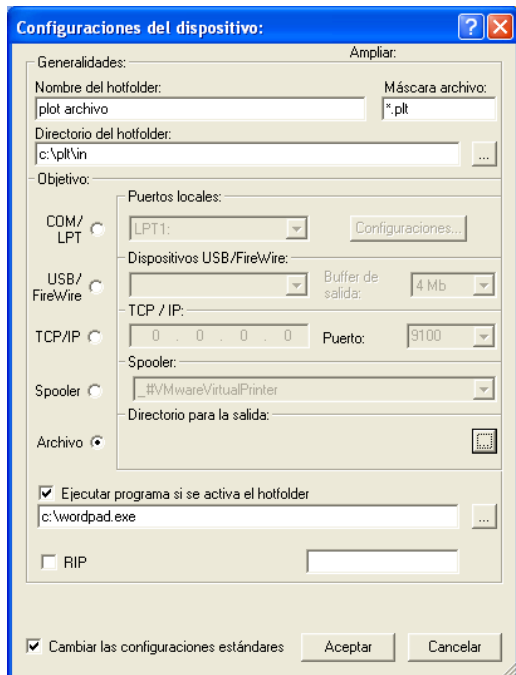 Configuraciones del dispositivo:
Ampliar:
Generalidades:
Nombre del hotfolder:
Máscara archivo:
plot archivo
*.plt
Directorio del hotfolder:
c:\plt\in
...
Objetivo:
Puertos locales:
COM/
LPT
LPT1:
Configuraciones...
Dispositivos USB/FireWire:
USB/
FireWire
Buffer de
salida:
4 Mb
TCP / IP:
TCP/IP
0 . 0 . 0 . 0
Puerto:
9100
Spooler:
Spooler
_#VMwareVirtualPrinter
Directorio para la salida:
Archivo
...
Ejecutar programa si se activa el hotfolder
c:\wordpad.exe
...
RIP
Cambiar las configuraciones estándares
Aceptar
Cancelar